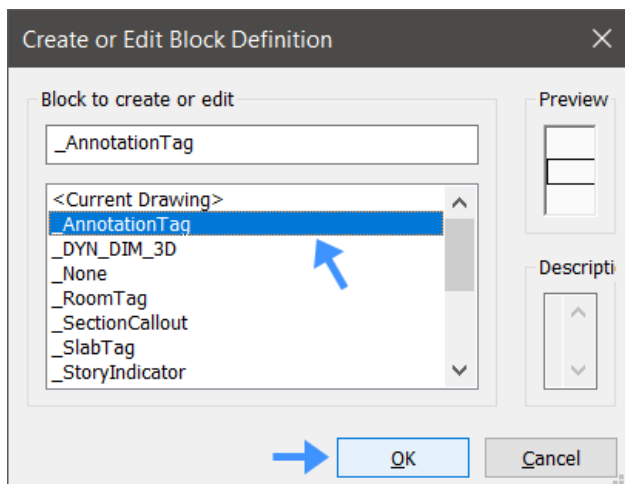 Create or Edit Block Definition
Block to create or edit
_AnnotationTag
<Current Drawing>
_AnnotationTag
_DYN_DIM_3D
_None
_RoomTag
_SectionCallout
_SlabTag
_StoryIndicator
Preview
Descripti
OK
Cancel